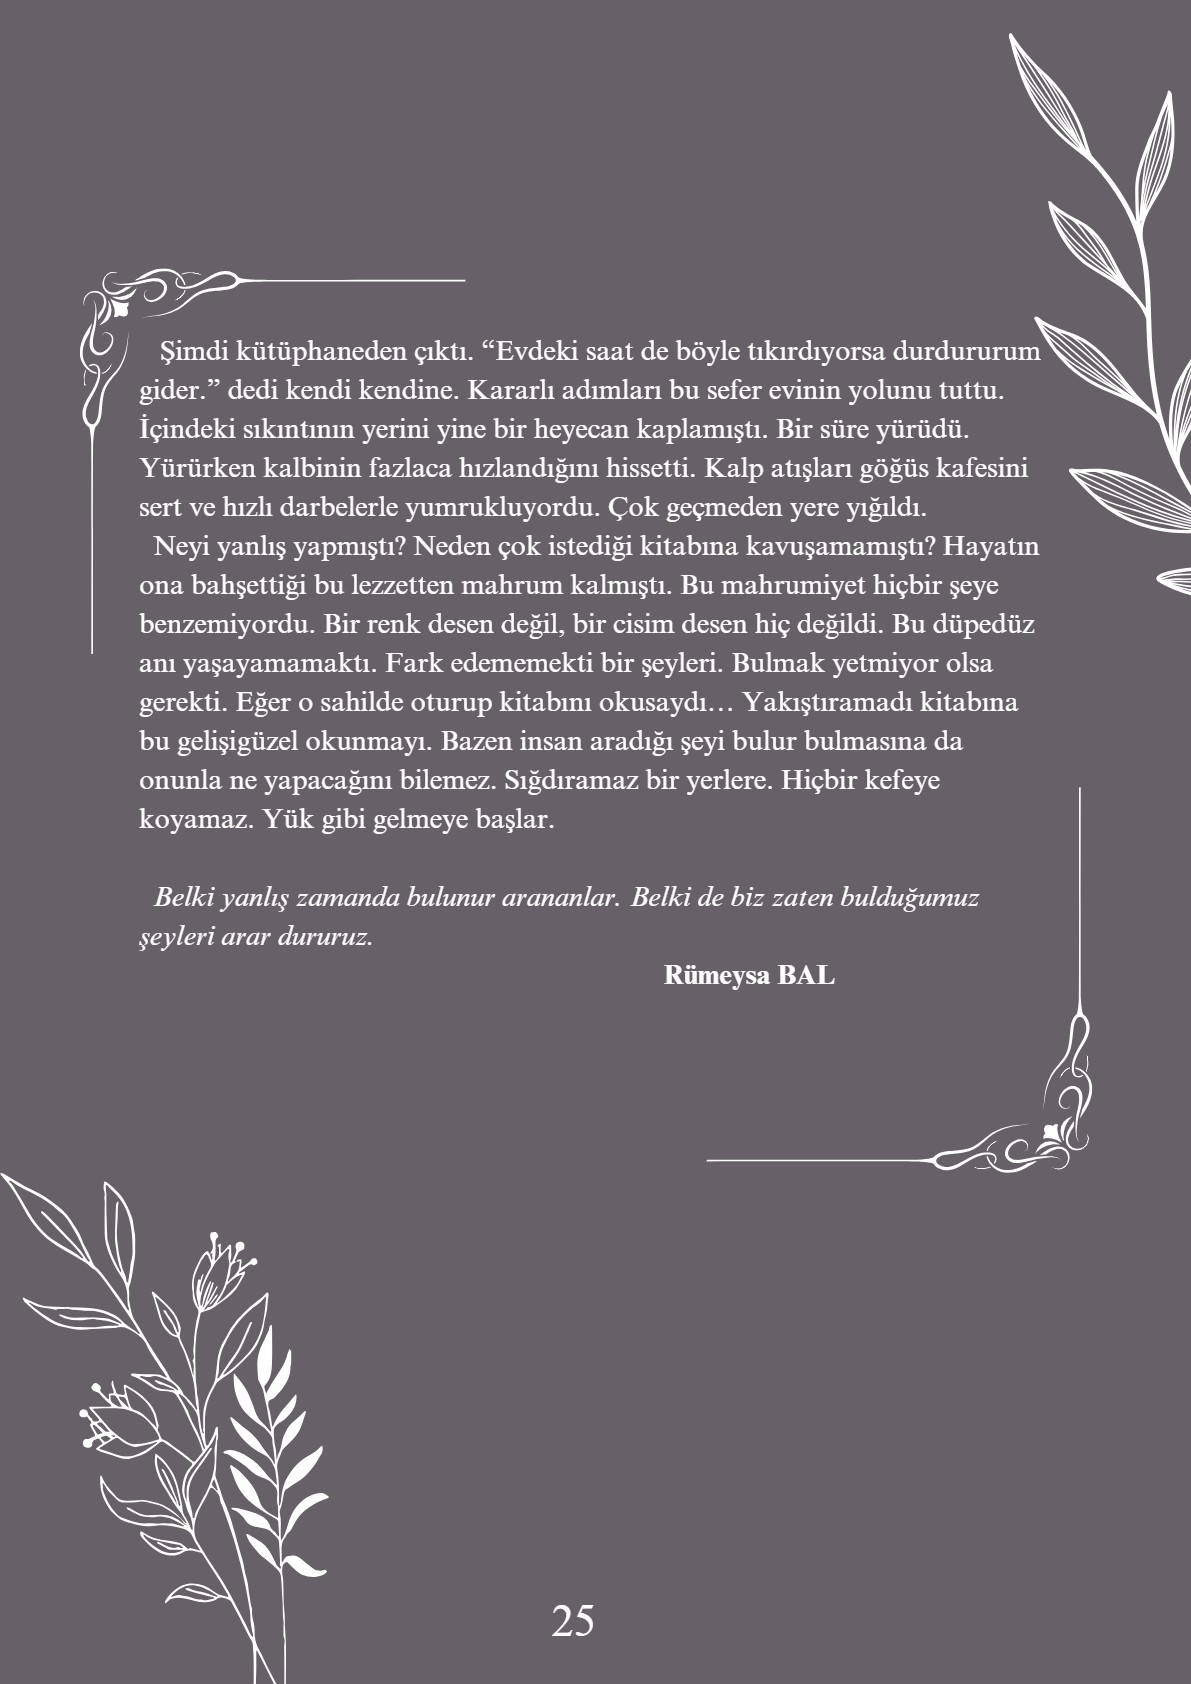 Şimdi kütüphaneden çıktı. “Evdeki saat de böyle tıkırdıyorsa durdururum
gider.” dedi kendi kendine. Kararlı adımları bu sefer evinin yolunu tuttu.
İçindeki sıkıntının yerini yine bir heyecan kaplamıştı. Bir süre yürüdü.
Yürürken kalbinin fazlaca hızlandığını hissetti. Kalp atışları göğüs kafesini
sert ve hızlı darbelerle yumrukluyordu. Çok geçmeden yere yığıldı.
Neyi yanlış yapmıştı? Neden çok istediği kitabına kavuşamamıştı? Hayatın
ona bahşettiği bu lezzetten mahrum kalmıştı. Bu mahrumiyet hiçbir şeye
benzemiyordu. Bir renk desen değil, bir cisim desen hiç değildi. Bu düpedüz
anı yaşayamamaktı. Fark edememekti bir şeyleri. Bulmak yetmiyor olsa
gerekti. Eğer o sahilde oturup kitabını okusaydı… Yakıştıramadı kitabına
bu gelişigüzel okunmayı. Bazen insan aradığı şeyi bulur bulmasına da
onunla ne yapacağını bilemez. Sığdıramaz bir yerlere. Hiçbir kefeye
koyamaz. Yük gibi gelmeye başlar.
Belki yanlış zamanda bulunur arananlar. Belki de biz zaten bulduğumuz
şeyleri arar dururuz.
Rümeysa BAL
25